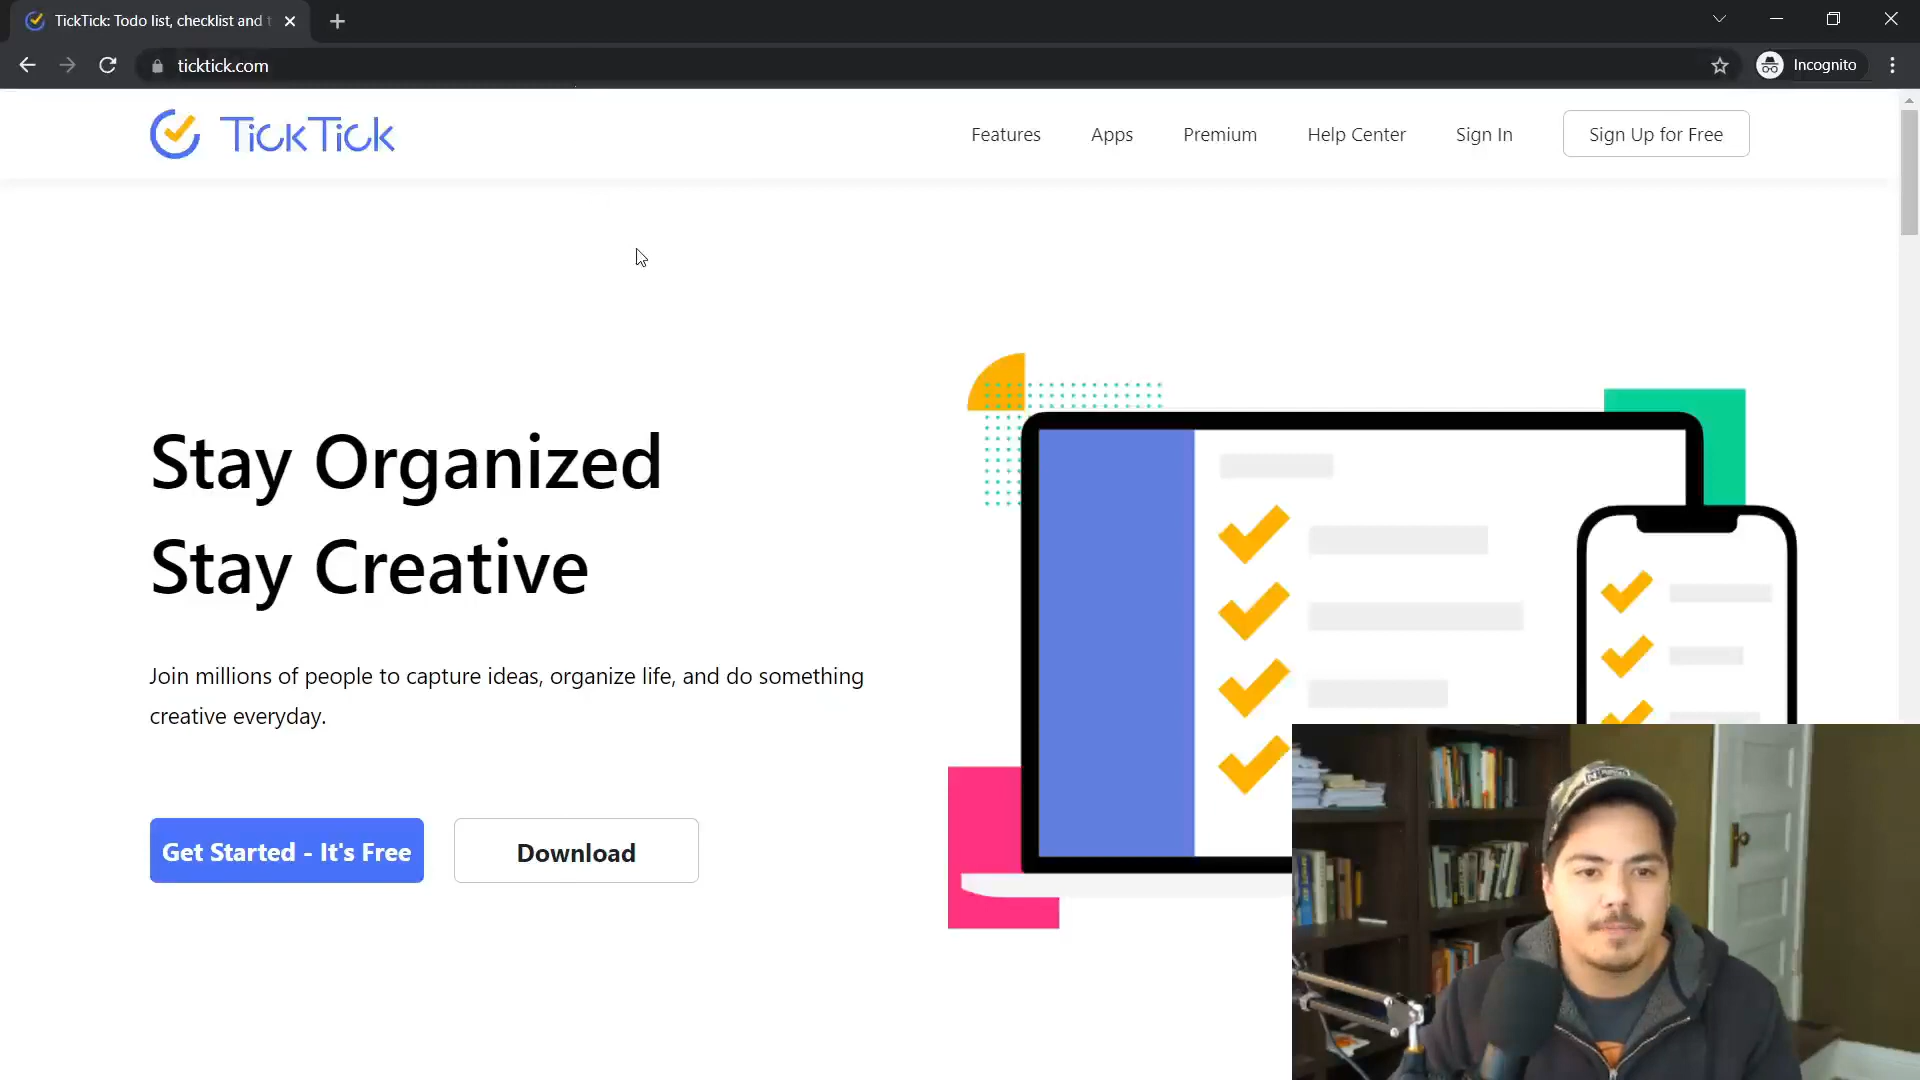 TickTick: Todo list, checklist and t
ticktick.com
Incognito
TickTick
Features
Apps
Premium
Help Center
Sign In
Sign Up for Free
Stay Organized
Stay Creative
Join millions of people to capture ideas, organize life, and do something
creative everyday.
Get Started - It's Free
Download